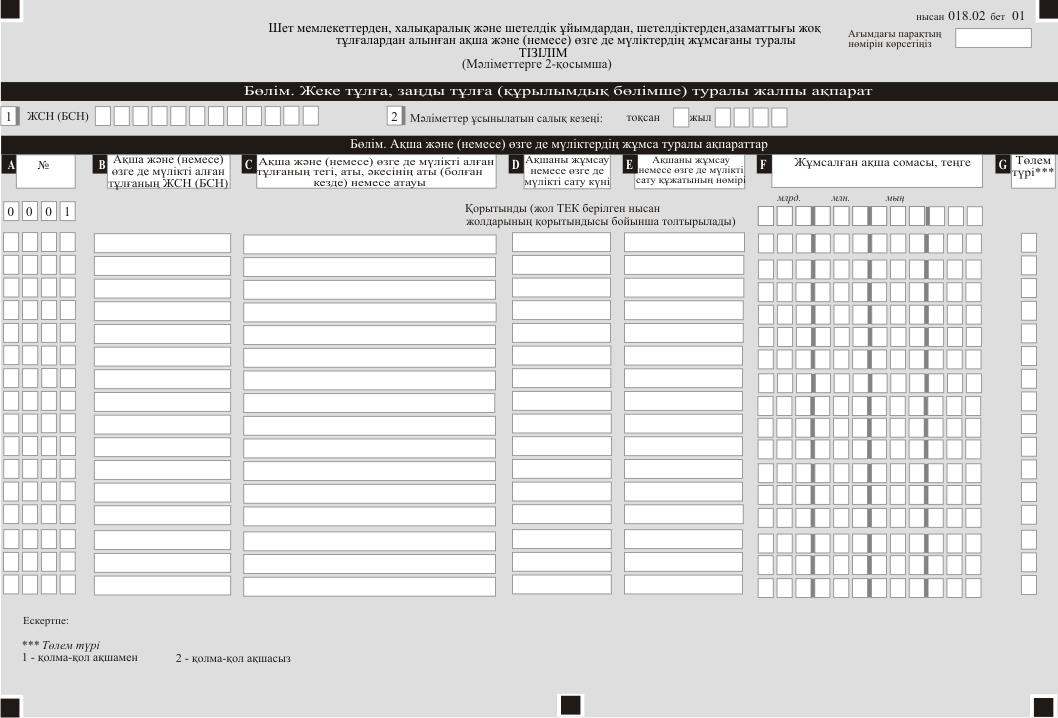 нысан 018.02 бет 01
Шет мемлекеттерден, халықаралық және шетелдік ұйымдардан, шетелдіктерден,азаматтығы жоқ
тұлғалардан алынған ақша және (немесе) өзге де мүліктердің жұмсағаны туралы
ТІЗІЛІМ
(Мәліметтерге 2-қосымша)
Ағымдағы парақтың
нөмірін көрсетіңіз
Бөлім. Жеке тұлға, заңды тұлға (құрылымдық бөлімше) туралы жалпы ақпарат
1 ЖСН (БСН) 2 Мәліметтер ұсынылатын салық кезеңі: тоқсан жыл
Бөлім. Ақша және (немесе) өзге де мүліктердің жұмса туралы ақпараттар
A №
B Ақша және (немесе)
өзге де мүлікті алған
тұлғаның ЖСН (БСН)
C Ақша және (немесе) өзге де мүлікті алған
тұлғаның тегі, аты, әкесінің аты (болған
кезде) немесе атауы
D Ақшаны жұмсау
немесе өзге де
мүлікті сату күні
E Ақшаны жұмсау
немесе өзге де мүлікті
сату құжатының нөмірі
F Жұмсалған ақша сомасы, теңге
G Төлем
түрі***
млрд. млн. мың
0 0 0 1
Қорытынды (жол ТЕК берілген нысан
жолдарының қорытындысы бойынша толтырылады)
Ескертпе:
*** Төлем түрі
1 - қолма-қол ақшамен 2 - қолма-қол ақшасыз